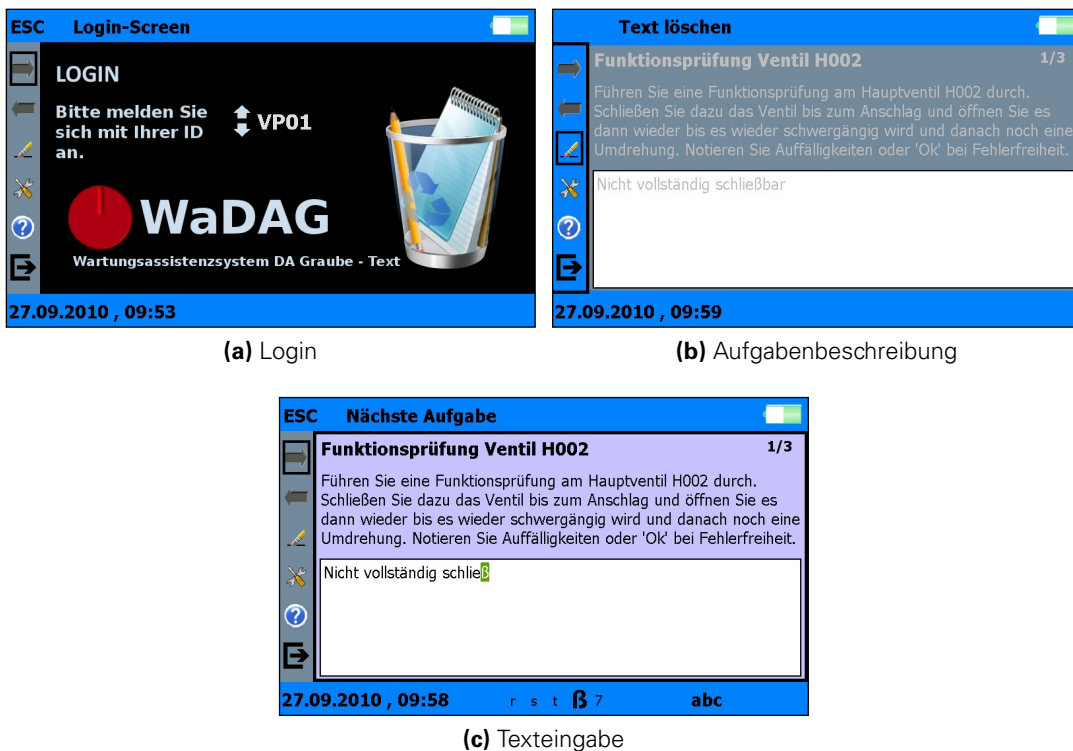 ESC Login-Screen
LOGIN
Bitte melden Sie
sich mit Ihrer ID
an.
VP01
WaDAG
Wartungsassistenzsystem DA Graube - Text
27.09.2010 , 09:53
(a) Login
Text löschen
Funktionsprüfung Ventil H002 1/3
Führen Sie eine Funktionsprüfung am Hauptventil H002 durch.
Schließen Sie dazu das Ventil bis zum Anschlag und öffnen Sie es
dann wieder bis es wieder schwergängig wird und danach noch eine
Umdrehung. Notieren Sie Auffälligkeiten oder 'Ok' bei Fehlerfreiheit.
Nicht vollständig schließbar
27.09.2010 , 09:59
(b) Aufgabenbeschreibung
ESC Nächste Aufgabe
Funktionsprüfung Ventil H002 1/3
Führen Sie eine Funktionsprüfung am Hauptventil H002 durch.
Schließen Sie dazu das Ventil bis zum Anschlag und öffnen Sie es
dann wieder bis es wieder schwergängig wird und danach noch eine
Umdrehung. Notieren Sie Auffälligkeiten oder 'Ok' bei Fehlerfreiheit.
Nicht vollständig schließ
27.09.2010 , 09:58 r s t ß 7 abc
(c) Texteingabe